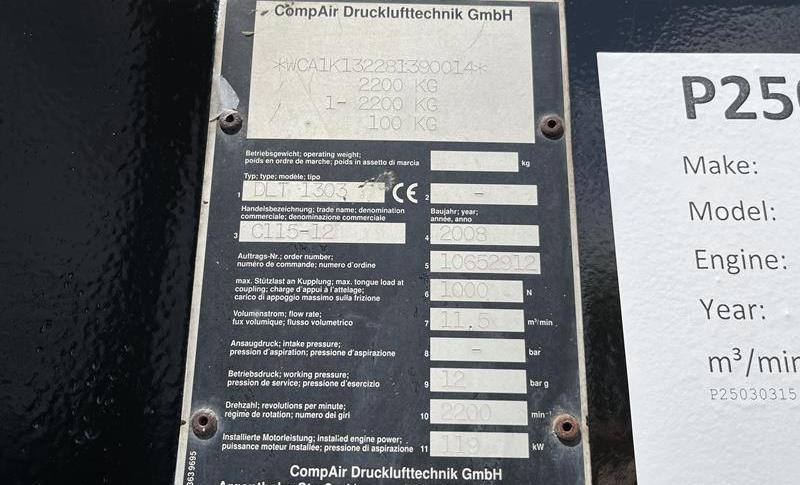 CompAir Drucklufttechnik GmbH
*WCA1K132281390014*
2200 KG
1- 2200 KG
100 KG
Betriebsgewicht; operating weight;
poids en ordre de marche; poids in assetto di marcia
kg
Typ; type; modèle; tipo
1 DLT 1303 CE 2 -
Handelsbezeichnung; trade name; denomination
commerciale; denominazione commerciale
3 C115-12
Baujahr; year;
année, anno
4 2008
Auftrags-Nr.; order number;
numéro de commande; numero d'ordine
5 10652912
max. Stützlast an Kupplung; max. tongue load at
coupling; charge d'appui à l'attelage;
carico di appoggio massimo sulla frizione
6 1000 N
Volumenstrom; flow rate;
fux volumique; flusso volumetrico
7 11.5 m³/min
Ansaugdruck; intake pressure;
pression d'aspiration; pressione d'aspirazione
8 - bar
Betriebsdruck; working pressure;
pression de service; pressione d'esercizio
9 12 bar g
Drehzahl; revolutions per minute;
régime de rotation; numero dei giri
10 2200 min⁻¹
Installierte Motorleistung; installed engine power;
puissance moteur installée; pressione di aspirazione
11 119 kW
CompAir Drucklufttechnik GmbH
3639695
P250
Make:
Model:
Engine:
Year:
m³/min
P25030315